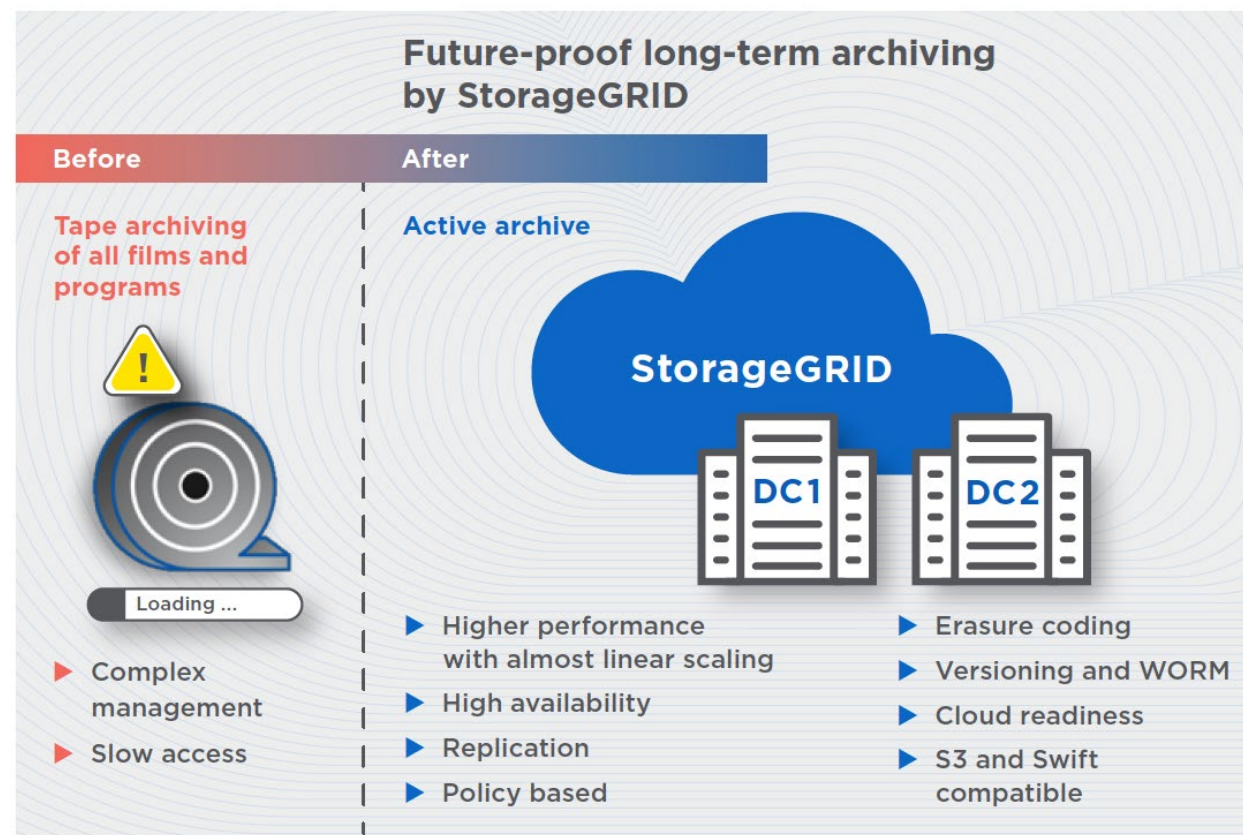 Future-proof long-term archiving
by StorageGRID
Before
After
Tape archiving
of all films and
programs
!
Loading ...
Complex
management
Slow access
Active archive
StorageGRID
DC1
DC2
Higher performance
with almost linear scaling
High availability
Replication
Policy based
Erasure coding
Versioning and WORM
Cloud readiness
S3 and Swift
compatible